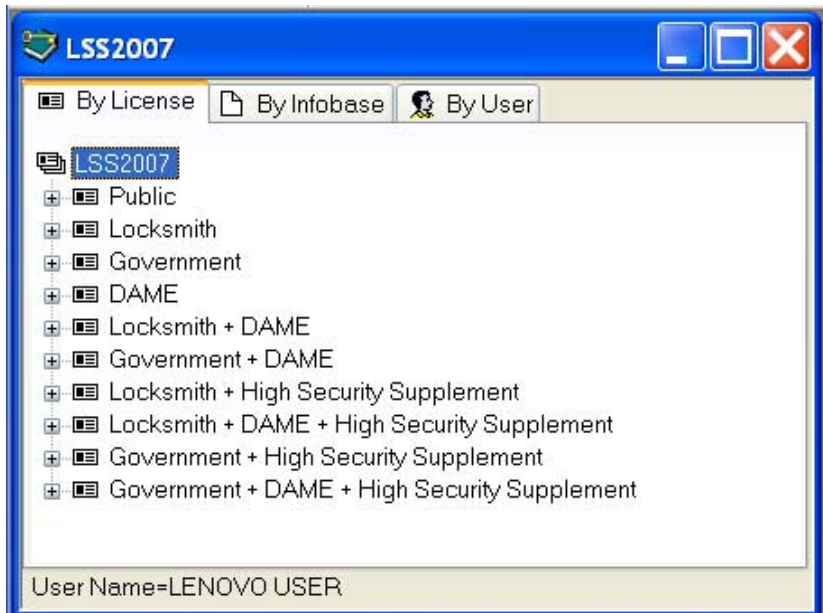 LSS2007
By License By Infobase By User
LSS2007
Public
Locksmith
Government
DAME
Locksmith + DAME
Government + DAME
Locksmith + High Security Supplement
Locksmith + DAME + High Security Supplement
Government + High Security Supplement
Government + DAME + High Security Supplement
User Name=LENOVO USER